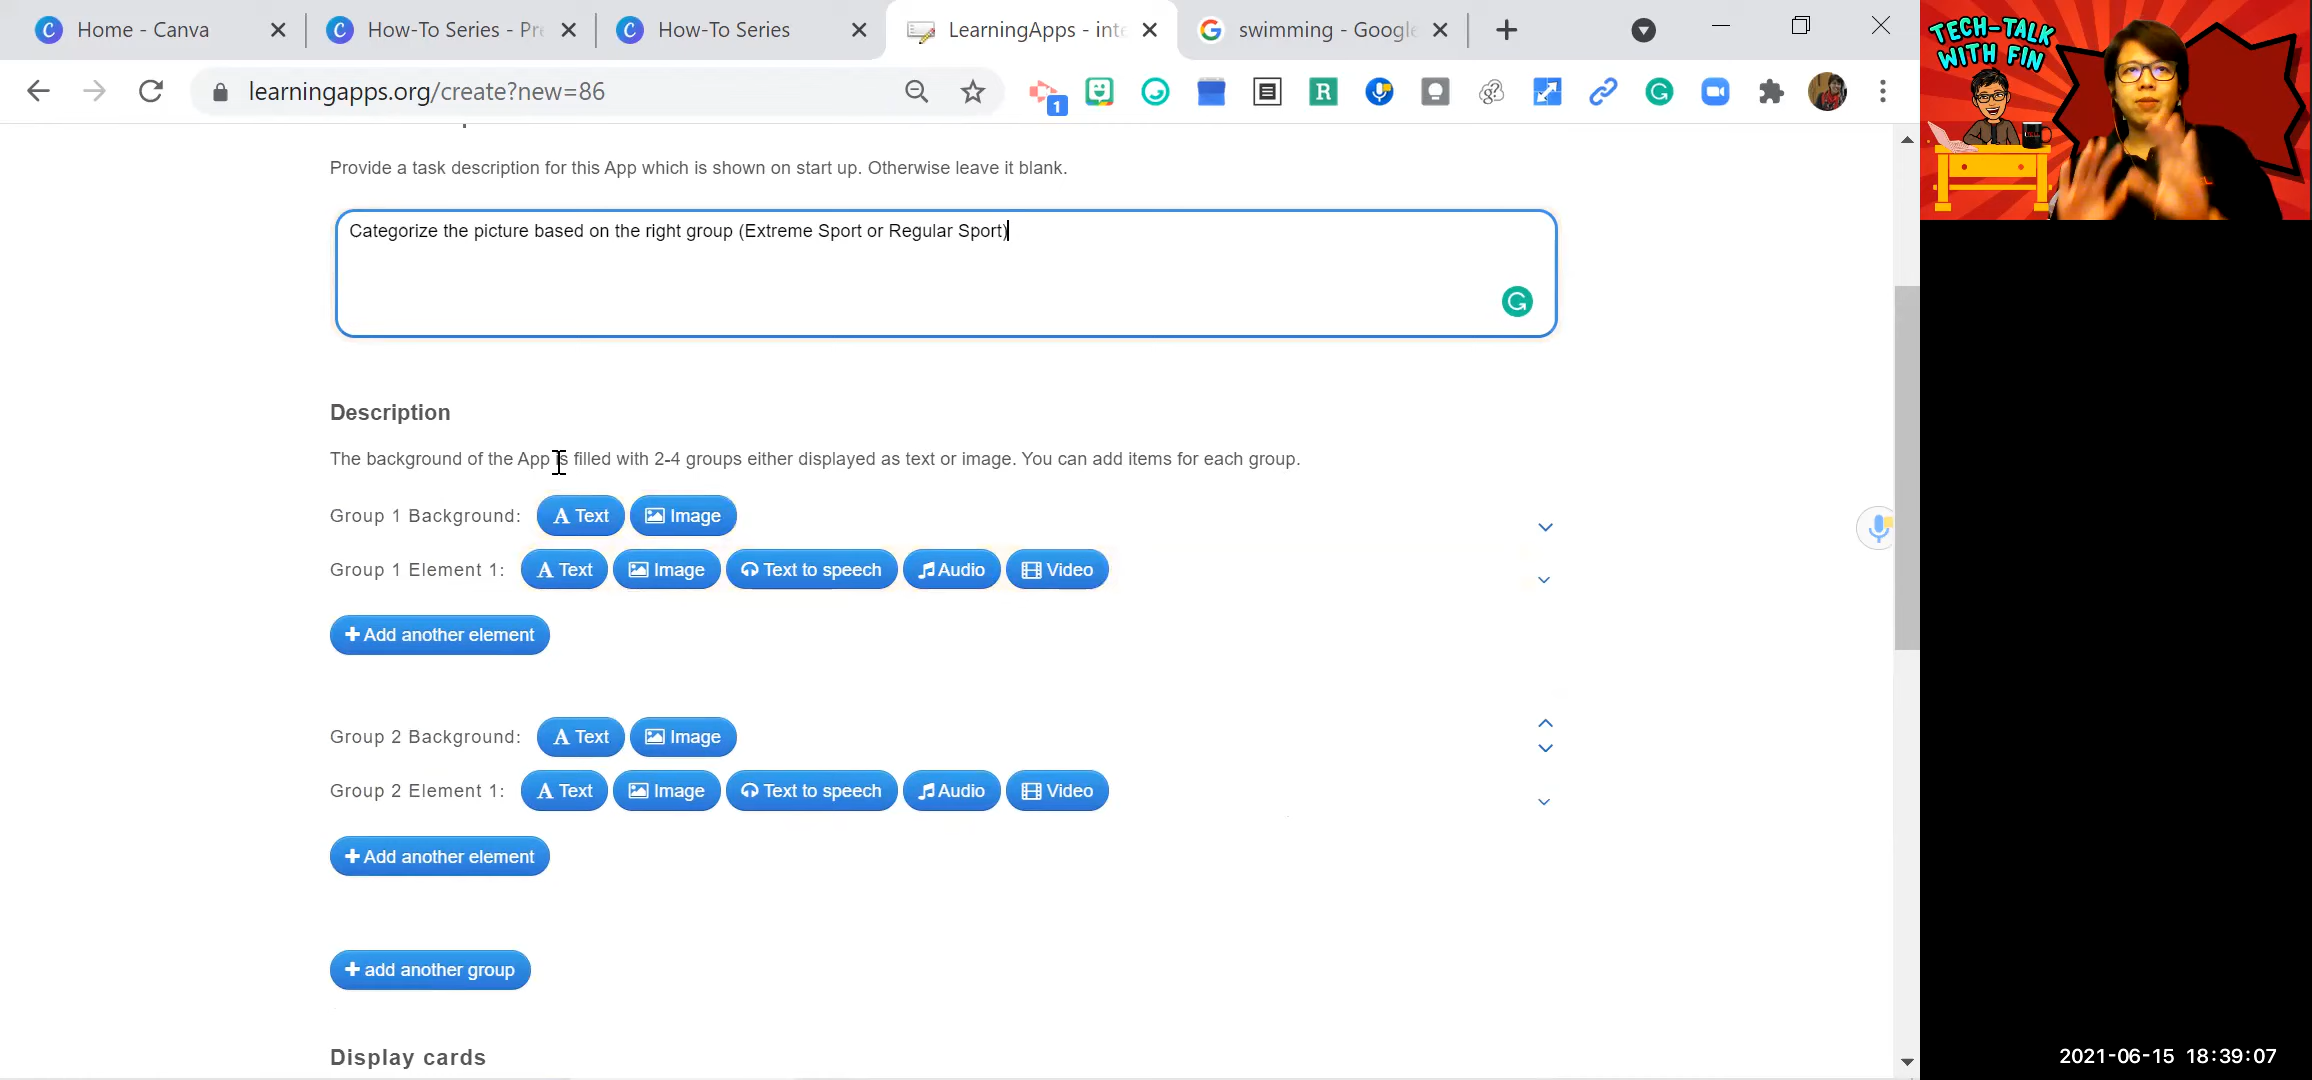 Home - Canva
How-To Series - Pre
How-To Series
LearningApps - inte
swimming - Google
learningapps.org/create?new=86
1
TECH-TALK
WITH FIN
Provide a task description for this App which is shown on start up. Otherwise leave it blank.
Categorize the picture based on the right group (Extreme Sport or Regular Sport)
Description
The background of the App is filled with 2-4 groups either displayed as text or image. You can add items for each group.
Group 1 Background: A Text Image
Group 1 Element 1: A Text Image Text to speech Audio Video
+ Add another element
Group 2 Background: A Text Image
Group 2 Element 1: A Text Image Text to speech Audio Video
+ Add another element
+ add another group
Display cards
2021-06-15 18:39:07